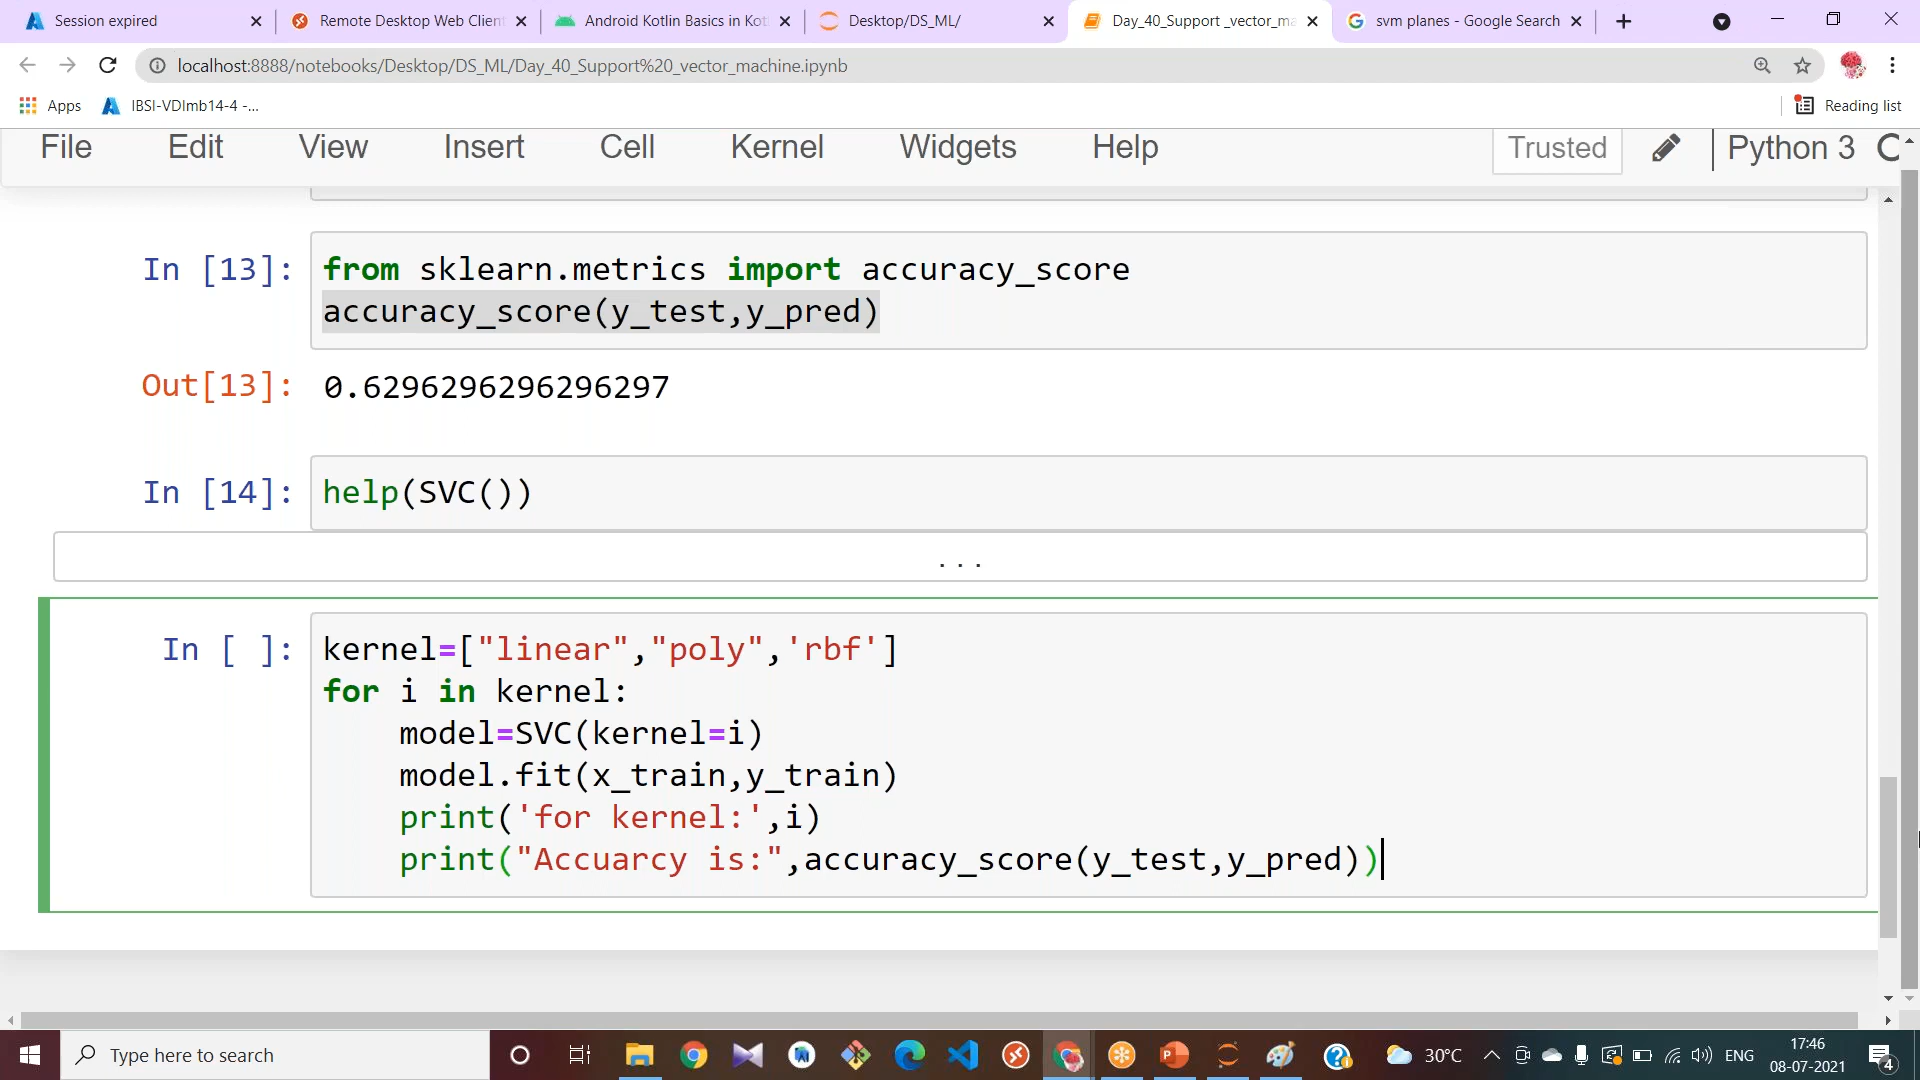 Session expired
Remote Desktop Web Clien
Android Kotlin Basics in Kot
Desktop/DS_ML/
Day_40_Support _vector_ma
svm planes - Google Search
localhost:8888/notebooks/Desktop/DS_ML/Day_40_Support%20_vector_machine.ipynb
Apps
IBSI-VDImb14-4 -...
Reading list
File Edit View Insert Cell Kernel Widgets Help Trusted Python 3
In [13]: from sklearn.metrics import accuracy_score
accuracy_score(y_test,y_pred)
Out[13]: 0.6296296296296297
In [14]: help(SVC())
...
In [ ]: kernel=["linear","poly",'rbf']
for i in kernel:
model=SVC(kernel=i)
model.fit(x_train,y_train)
print('for kernel:',i)
print("Accuarcy is:",accuracy_score(y_test,y_pred))
Type here to search
30°C
ENG
17:46
08-07-2021
4